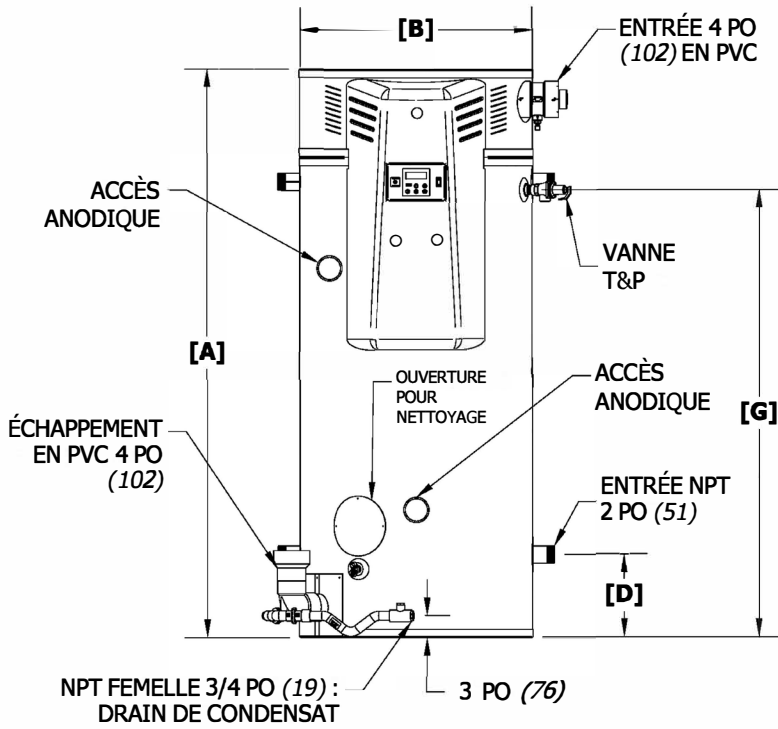 [B]
ENTRÉE 4 PO
(102) EN PVC
ACCÈS
ANODIQUE
VANNE
T&P
[A]
OUVERTURE
POUR
NETTOYAGE
ACCÈS
ANODIQUE
[G]
ÉCHAPPEMENT
EN PVC 4 PO
(102)
ENTRÉE NPT
2 PO (51)
[D]
NPT FEMELLE 3/4 PO (19) :
DRAIN DE CONDENSAT
3 PO (76)